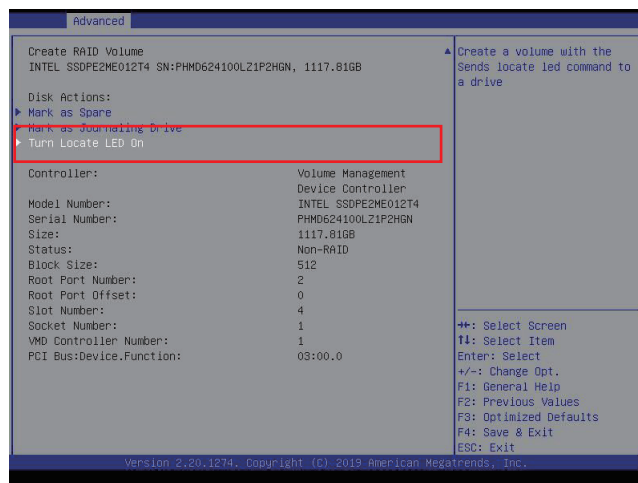 Advanced
Create RAID Volume
INTEL SSDPE2ME012T4 SN:PHMD624100LZ1P2HGN, 1117.81GB
Disk Actions:
Mark as Spare
Mark as Journaling Drive
Turn Locate LED On
Controller: Volume Management
Device Controller
Model Number: INTEL SSDPE2ME012T4
Serial Number: PHMD624100LZ1P2HGN
Size: 1117.81GB
Status: Non-RAID
Block Size: 512
Root Port Number: 2
Root Port Offset: 0
Slot Number: 4
Socket Number: 1
VMD Controller Number: 1
PCI Bus:Device.Function: 03:00.0
Create a volume with the
Sends locate led command to
a drive
→←: Select Screen
↑↓: Select Item
Enter: Select
+/-: Change Opt.
F1: General Help
F2: Previous Values
F3: Optimized Defaults
F4: Save & Exit
ESC: Exit
Version 2.20.1274. Copyright (C) 2019 American Megatrends, Inc.